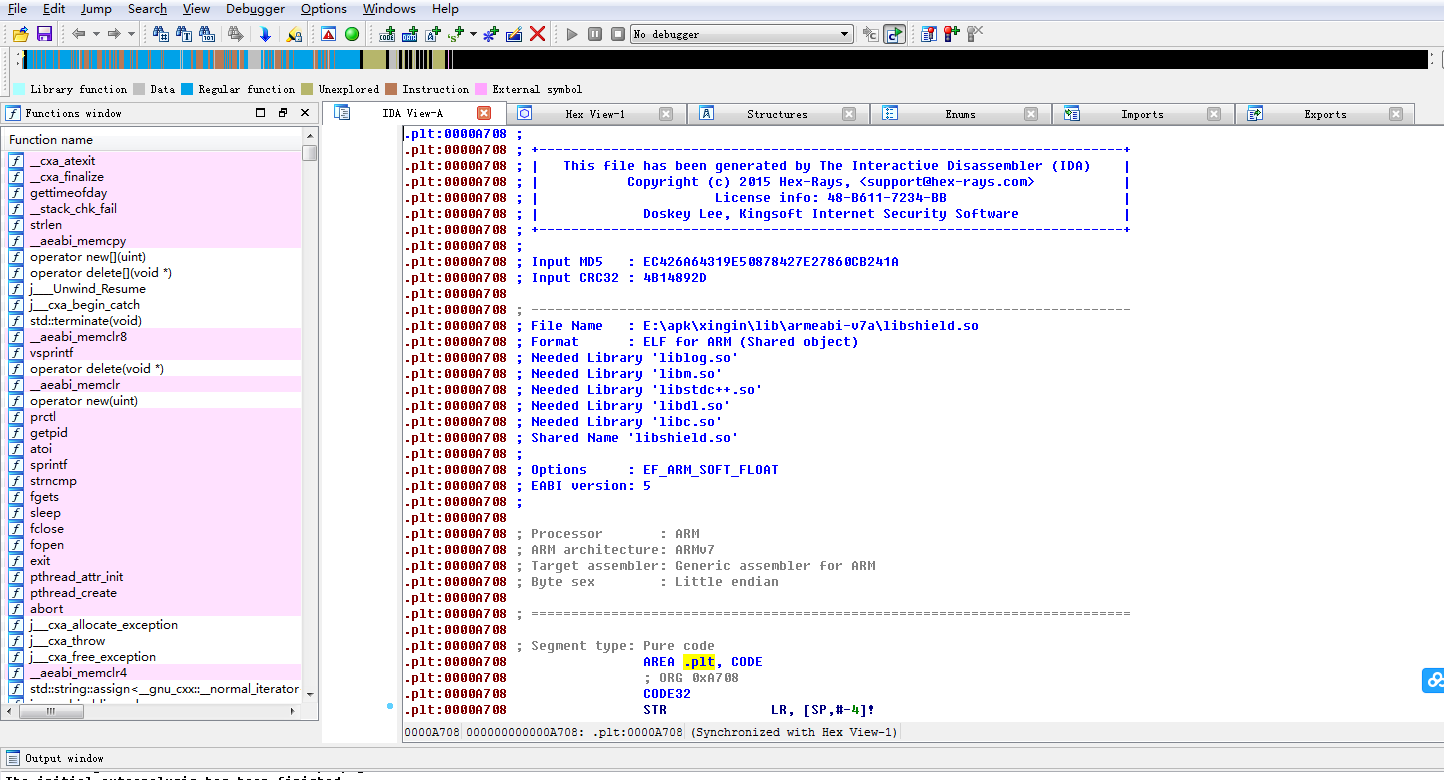 File Edit Jump Search View Debugger Options Windows Help
No debugger
Library function Data Regular function Unexplored Instruction External symbol
Functions window
Function name
__cxa_atexit
__cxa_finalize
gettimeofday
__stack_chk_fail
strlen
__aeabi_memcpy
operator new[](uint)
operator delete[](void *)
j___Unwind_Resume
j___cxa_begin_catch
std::terminate(void)
__aeabi_memclr8
vsprintf
operator delete(void *)
__aeabi_memclr
operator new(uint)
prctl
getpid
atoi
sprintf
strncmp
fgets
sleep
fclose
fopen
exit
pthread_attr_init
pthread_create
abort
j___cxa_allocate_exception
j___cxa_throw
j___cxa_free_exception
__aeabi_memclr4
std::string::assign<__gnu_cxx::__normal_iterator
IDA View-A Hex View-1 Structures Enums Imports Exports
.plt:0000A708 ;
.plt:0000A708 ; +-------------------------------------------------------------------------+
.plt:0000A708 ; | This file has been generated by The Interactive Disassembler (IDA) |
.plt:0000A708 ; | Copyright (c) 2015 Hex-Rays, <support@hex-rays.com> |
.plt:0000A708 ; | License info: 48-B611-7234-BB |
.plt:0000A708 ; | Doskey Lee, Kingsoft Internet Security Software |
.plt:0000A708 ; +-------------------------------------------------------------------------+
.plt:0000A708 ;
.plt:0000A708 ; Input MD5 : EC426A64319E50878427E27860CB241A
.plt:0000A708 ; Input CRC32 : 4B14892D
.plt:0000A708
.plt:0000A708 ; ---------------------------------------------------------------------------
.plt:0000A708 ; File Name : E:\apk\xingin\lib\armeabi-v7a\libshield.so
.plt:0000A708 ; Format : ELF for ARM (Shared object)
.plt:0000A708 ; Needed Library 'liblog.so'
.plt:0000A708 ; Needed Library 'libm.so'
.plt:0000A708 ; Needed Library 'libstdc++.so'
.plt:0000A708 ; Needed Library 'libdl.so'
.plt:0000A708 ; Needed Library 'libc.so'
.plt:0000A708 ; Shared Name 'libshield.so'
.plt:0000A708 ;
.plt:0000A708 ; Options : EF_ARM_SOFT_FLOAT
.plt:0000A708 ; EABI version: 5
.plt:0000A708 ;
.plt:0000A708
.plt:0000A708 ; Processor : ARM
.plt:0000A708 ; ARM architecture: ARMv7
.plt:0000A708 ; Target assembler: Generic assembler for ARM
.plt:0000A708 ; Byte sex : Little endian
.plt:0000A708
.plt:0000A708 ; ===========================================================================
.plt:0000A708
.plt:0000A708 ; Segment type: Pure code
.plt:0000A708 AREA .plt, CODE
.plt:0000A708 ; ORG 0xA708
.plt:0000A708 CODE32
.plt:0000A708 STR LR, [SP,#-4]!
0000A708 000000000000A708: .plt:0000A708 (Synchronized with Hex View-1)
Output window